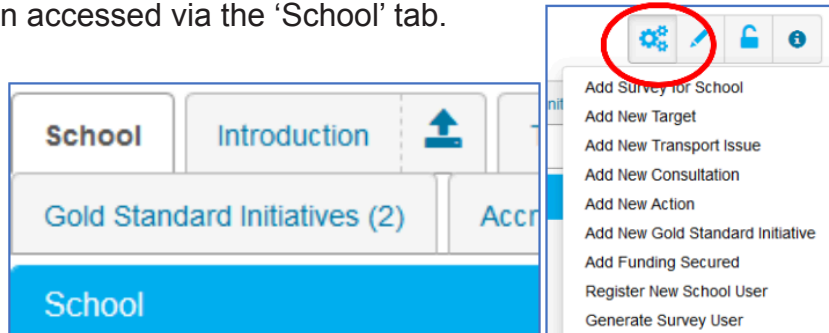 n accessed via the ‘School’ tab.
School Introduction
Gold Standard Initiatives (2) Accr
School
Add Survey for School
Add New Target
Add New Transport Issue
Add New Consultation
Add New Action
Add New Gold Standard Initiative
Add Funding Secured
Register New School User
Generate Survey User